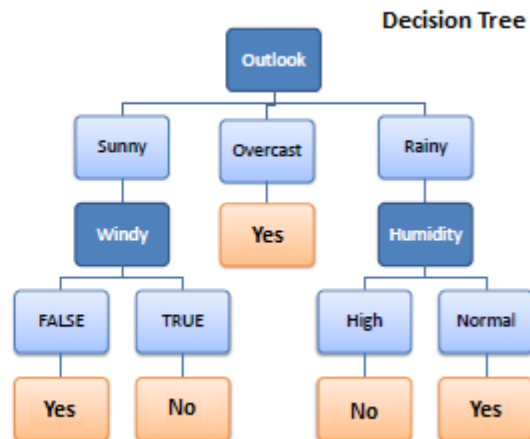 Decision Tree
Outlook
Sunny Overcast Rainy
Windy Yes Humidity
FALSE TRUE High Normal
Yes No No Yes